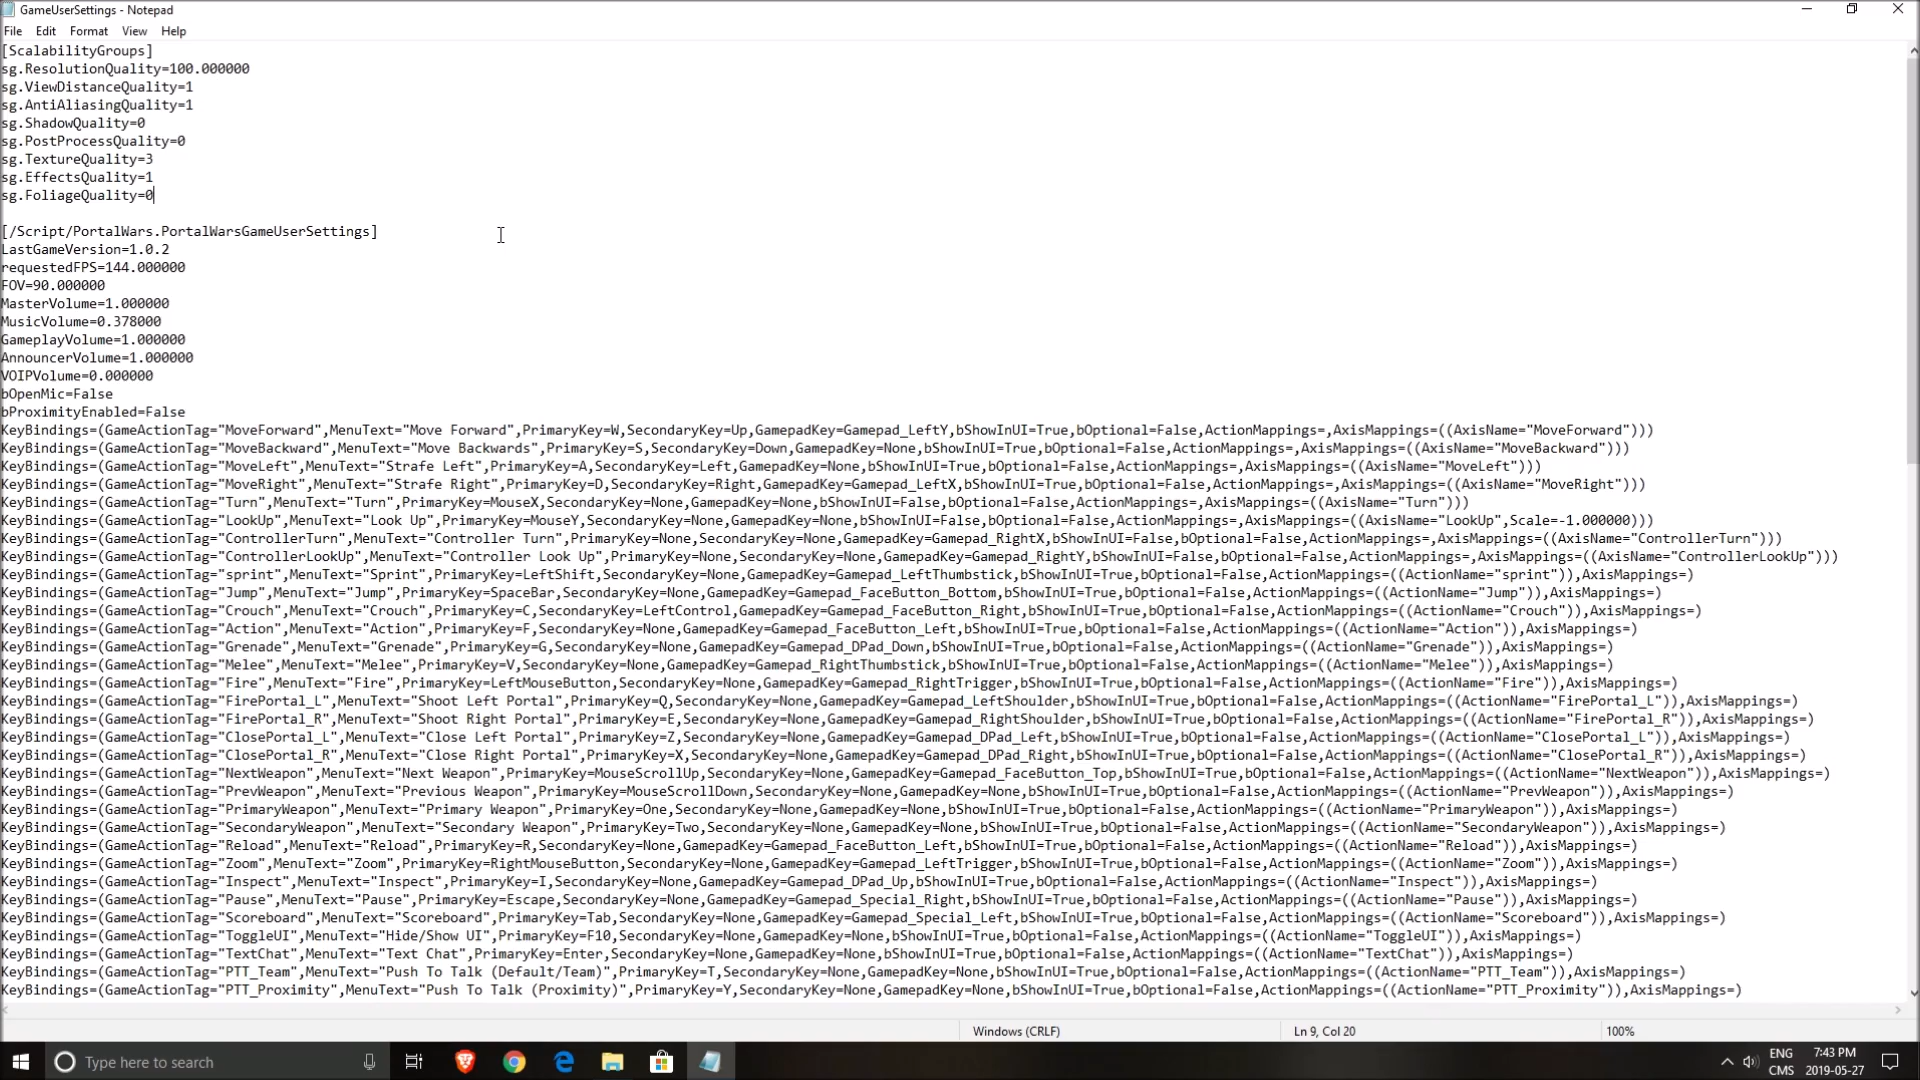 GameUserSettings - Notepad
File Edit Format View Help
[ScalabilityGroups]
sg.ResolutionQuality=100.000000
sg.ViewDistanceQuality=1
sg.AntiAliasingQuality=1
sg.ShadowQuality=0
sg.PostProcessQuality=0
sg.TextureQuality=3
sg.EffectsQuality=1
sg.FoliageQuality=0
[/Script/PortalWars.PortalWarsGameUserSettings]
LastGameVersion=1.0.2
requestedFPS=144.000000
FOV=90.000000
MasterVolume=1.000000
MusicVolume=0.378000
GameplayVolume=1.000000
AnnouncerVolume=1.000000
VOIPVolume=0.000000
bOpenMic=False
bProximityEnabled=False
KeyBindings=(GameActionTag="MoveForward",MenuText="Move Forward",PrimaryKey=W,SecondaryKey=Up,GamepadKey=Gamepad_LeftY,bShowInUI=True,bOptional=False,ActionMappings=,AxisMappings=((AxisName="MoveForward")))
KeyBindings=(GameActionTag="MoveBackward",MenuText="Move Backwards",PrimaryKey=S,SecondaryKey=Down,GamepadKey=None,bShowInUI=True,bOptional=False,ActionMappings=,AxisMappings=((AxisName="MoveBackward")))
KeyBindings=(GameActionTag="MoveLeft",MenuText="Strafe Left",PrimaryKey=A,SecondaryKey=Left,GamepadKey=None,bShowInUI=True,bOptional=False,ActionMappings=,AxisMappings=((AxisName="MoveLeft")))
KeyBindings=(GameActionTag="MoveRight",MenuText="Strafe Right",PrimaryKey=D,SecondaryKey=Right,GamepadKey=Gamepad_LeftX,bShowInUI=True,bOptional=False,ActionMappings=,AxisMappings=((AxisName="MoveRight")))
KeyBindings=(GameActionTag="Turn",MenuText="Turn",PrimaryKey=MouseX,SecondaryKey=None,GamepadKey=None,bShowInUI=False,bOptional=False,ActionMappings=,AxisMappings=((AxisName="Turn")))
KeyBindings=(GameActionTag="LookUp",MenuText="Look Up",PrimaryKey=MouseY,SecondaryKey=None,GamepadKey=None,bShowInUI=False,bOptional=False,ActionMappings=,AxisMappings=((AxisName="LookUp",Scale=-1.000000)))
KeyBindings=(GameActionTag="ControllerTurn",MenuText="Controller Turn",PrimaryKey=None,SecondaryKey=None,GamepadKey=Gamepad_RightX,bShowInUI=False,bOptional=False,ActionMappings=,AxisMappings=((AxisName="ControllerTurn")))
KeyBindings=(GameActionTag="ControllerLookUp",MenuText="Controller Look Up",PrimaryKey=None,SecondaryKey=None,GamepadKey=Gamepad_RightY,bShowInUI=False,bOptional=False,ActionMappings=,AxisMappings=((AxisName="ControllerLookUp")))
KeyBindings=(GameActionTag="sprint",MenuText="Sprint",PrimaryKey=LeftShift,SecondaryKey=None,GamepadKey=Gamepad_LeftThumbstick,bShowInUI=True,bOptional=False,ActionMappings=((ActionName="sprint")),AxisMappings=)
KeyBindings=(GameActionTag="Jump",MenuText="Jump",PrimaryKey=SpaceBar,SecondaryKey=None,GamepadKey=Gamepad_FaceButton_Bottom,bShowInUI=True,bOptional=False,ActionMappings=((ActionName="Jump")),AxisMappings=)
KeyBindings=(GameActionTag="Crouch",MenuText="Crouch",PrimaryKey=C,SecondaryKey=LeftControl,GamepadKey=Gamepad_FaceButton_Right,bShowInUI=True,bOptional=False,ActionMappings=((ActionName="Crouch")),AxisMappings=)
KeyBindings=(GameActionTag="Action",MenuText="Action",PrimaryKey=F,SecondaryKey=None,GamepadKey=Gamepad_FaceButton_Left,bShowInUI=True,bOptional=False,ActionMappings=((ActionName="Action")),AxisMappings=)
KeyBindings=(GameActionTag="Grenade",MenuText="Grenade",PrimaryKey=G,SecondaryKey=None,GamepadKey=Gamepad_DPad_Down,bShowInUI=True,bOptional=False,ActionMappings=((ActionName="Grenade")),AxisMappings=)
KeyBindings=(GameActionTag="Melee",MenuText="Melee",PrimaryKey=V,SecondaryKey=None,GamepadKey=Gamepad_RightThumbstick,bShowInUI=True,bOptional=False,ActionMappings=((ActionName="Melee")),AxisMappings=)
KeyBindings=(GameActionTag="Fire",MenuText="Fire",PrimaryKey=LeftMouseButton,SecondaryKey=None,GamepadKey=Gamepad_RightTrigger,bShowInUI=True,bOptional=False,ActionMappings=((ActionName="Fire")),AxisMappings=)
KeyBindings=(GameActionTag="FirePortal_L",MenuText="Shoot Left Portal",PrimaryKey=Q,SecondaryKey=None,GamepadKey=Gamepad_LeftShoulder,bShowInUI=True,bOptional=False,ActionMappings=((ActionName="FirePortal_L")),AxisMappings=)
KeyBindings=(GameActionTag="FirePortal_R",MenuText="Shoot Right Portal",PrimaryKey=E,SecondaryKey=None,GamepadKey=Gamepad_RightShoulder,bShowInUI=True,bOptional=False,ActionMappings=((ActionName="FirePortal_R")),AxisMappings=)
KeyBindings=(GameActionTag="ClosePortal_L",MenuText="Close Left Portal",PrimaryKey=Z,SecondaryKey=None,GamepadKey=Gamepad_DPad_Left,bShowInUI=True,bOptional=False,ActionMappings=((ActionName="ClosePortal_L")),AxisMappings=)
KeyBindings=(GameActionTag="ClosePortal_R",MenuText="Close Right Portal",PrimaryKey=X,SecondaryKey=None,GamepadKey=Gamepad_DPad_Right,bShowInUI=True,bOptional=False,ActionMappings=((ActionName="ClosePortal_R")),AxisMappings=)
KeyBindings=(GameActionTag="NextWeapon",MenuText="Next Weapon",PrimaryKey=MouseScrollUp,SecondaryKey=None,GamepadKey=Gamepad_FaceButton_Top,bShowInUI=True,bOptional=False,ActionMappings=((ActionName="NextWeapon")),AxisMappings=)
KeyBindings=(GameActionTag="PrevWeapon",MenuText="Previous Weapon",PrimaryKey=MouseScrollDown,SecondaryKey=None,GamepadKey=None,bShowInUI=True,bOptional=False,ActionMappings=((ActionName="PrevWeapon")),AxisMappings=)
KeyBindings=(GameActionTag="PrimaryWeapon",MenuText="Primary Weapon",PrimaryKey=One,SecondaryKey=None,GamepadKey=None,bShowInUI=True,bOptional=False,ActionMappings=((ActionName="PrimaryWeapon")),AxisMappings=)
KeyBindings=(GameActionTag="SecondaryWeapon",MenuText="Secondary Weapon",PrimaryKey=Two,SecondaryKey=None,GamepadKey=None,bShowInUI=True,bOptional=False,ActionMappings=((ActionName="SecondaryWeapon")),AxisMappings=)
KeyBindings=(GameActionTag="Reload",MenuText="Reload",PrimaryKey=R,SecondaryKey=None,GamepadKey=Gamepad_FaceButton_Left,bShowInUI=True,bOptional=False,ActionMappings=((ActionName="Reload")),AxisMappings=)
KeyBindings=(GameActionTag="Zoom",MenuText="Zoom",PrimaryKey=RightMouseButton,SecondaryKey=None,GamepadKey=Gamepad_LeftTrigger,bShowInUI=True,bOptional=False,ActionMappings=((ActionName="Zoom")),AxisMappings=)
KeyBindings=(GameActionTag="Inspect",MenuText="Inspect",PrimaryKey=I,SecondaryKey=None,GamepadKey=Gamepad_DPad_Up,bShowInUI=True,bOptional=False,ActionMappings=((ActionName="Inspect")),AxisMappings=)
KeyBindings=(GameActionTag="Pause",MenuText="Pause",PrimaryKey=Escape,SecondaryKey=None,GamepadKey=Gamepad_Special_Right,bShowInUI=True,bOptional=False,ActionMappings=((ActionName="Pause")),AxisMappings=)
KeyBindings=(GameActionTag="Scoreboard",MenuText="Scoreboard",PrimaryKey=Tab,SecondaryKey=None,GamepadKey=Gamepad_Special_Left,bShowInUI=True,bOptional=False,ActionMappings=((ActionName="Scoreboard")),AxisMappings=)
KeyBindings=(GameActionTag="ToggleUI",MenuText="Hide/Show UI",PrimaryKey=F10,SecondaryKey=None,GamepadKey=None,bShowInUI=True,bOptional=False,ActionMappings=((ActionName="ToggleUI")),AxisMappings=)
KeyBindings=(GameActionTag="TextChat",MenuText="Text Chat",PrimaryKey=Enter,SecondaryKey=None,GamepadKey=None,bShowInUI=True,bOptional=False,ActionMappings=((ActionName="TextChat")),AxisMappings=)
KeyBindings=(GameActionTag="PTT_Team",MenuText="Push To Talk (Default/Team)",PrimaryKey=T,SecondaryKey=None,GamepadKey=None,bShowInUI=True,bOptional=False,ActionMappings=((ActionName="PTT_Team")),AxisMappings=)
KeyBindings=(GameActionTag="PTT_Proximity",MenuText="Push To Talk (Proximity)",PrimaryKey=Y,SecondaryKey=None,GamepadKey=None,bShowInUI=True,bOptional=False,ActionMappings=((ActionName="PTT_Proximity")),AxisMappings=)
Windows (CRLF) Ln 9, Col 20 100%
Type here to search
ENG 7:43 PM
CMS 2019-05-27